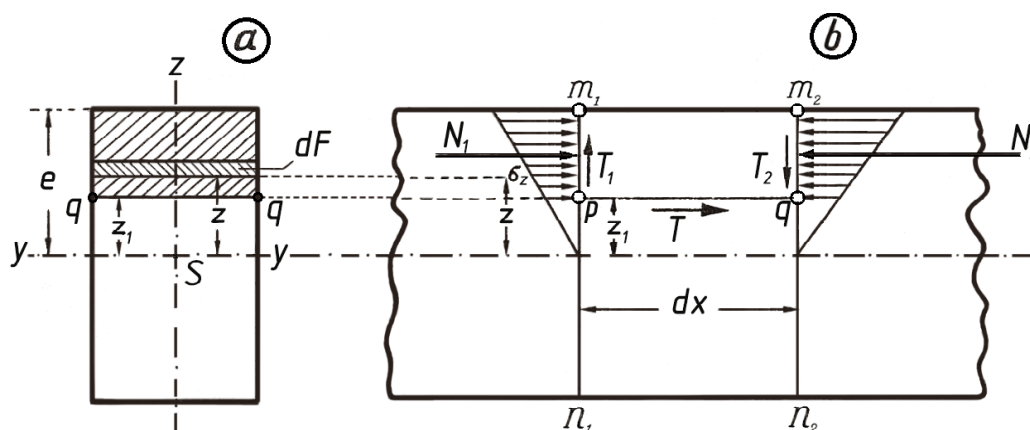 a
b
z
m₁
m₂
dF
N₁
T₁
T₂
N
e
σz
q
q
z₁
z
z
p
q
z₁
T
y
S
y
dx
n₁
n₂